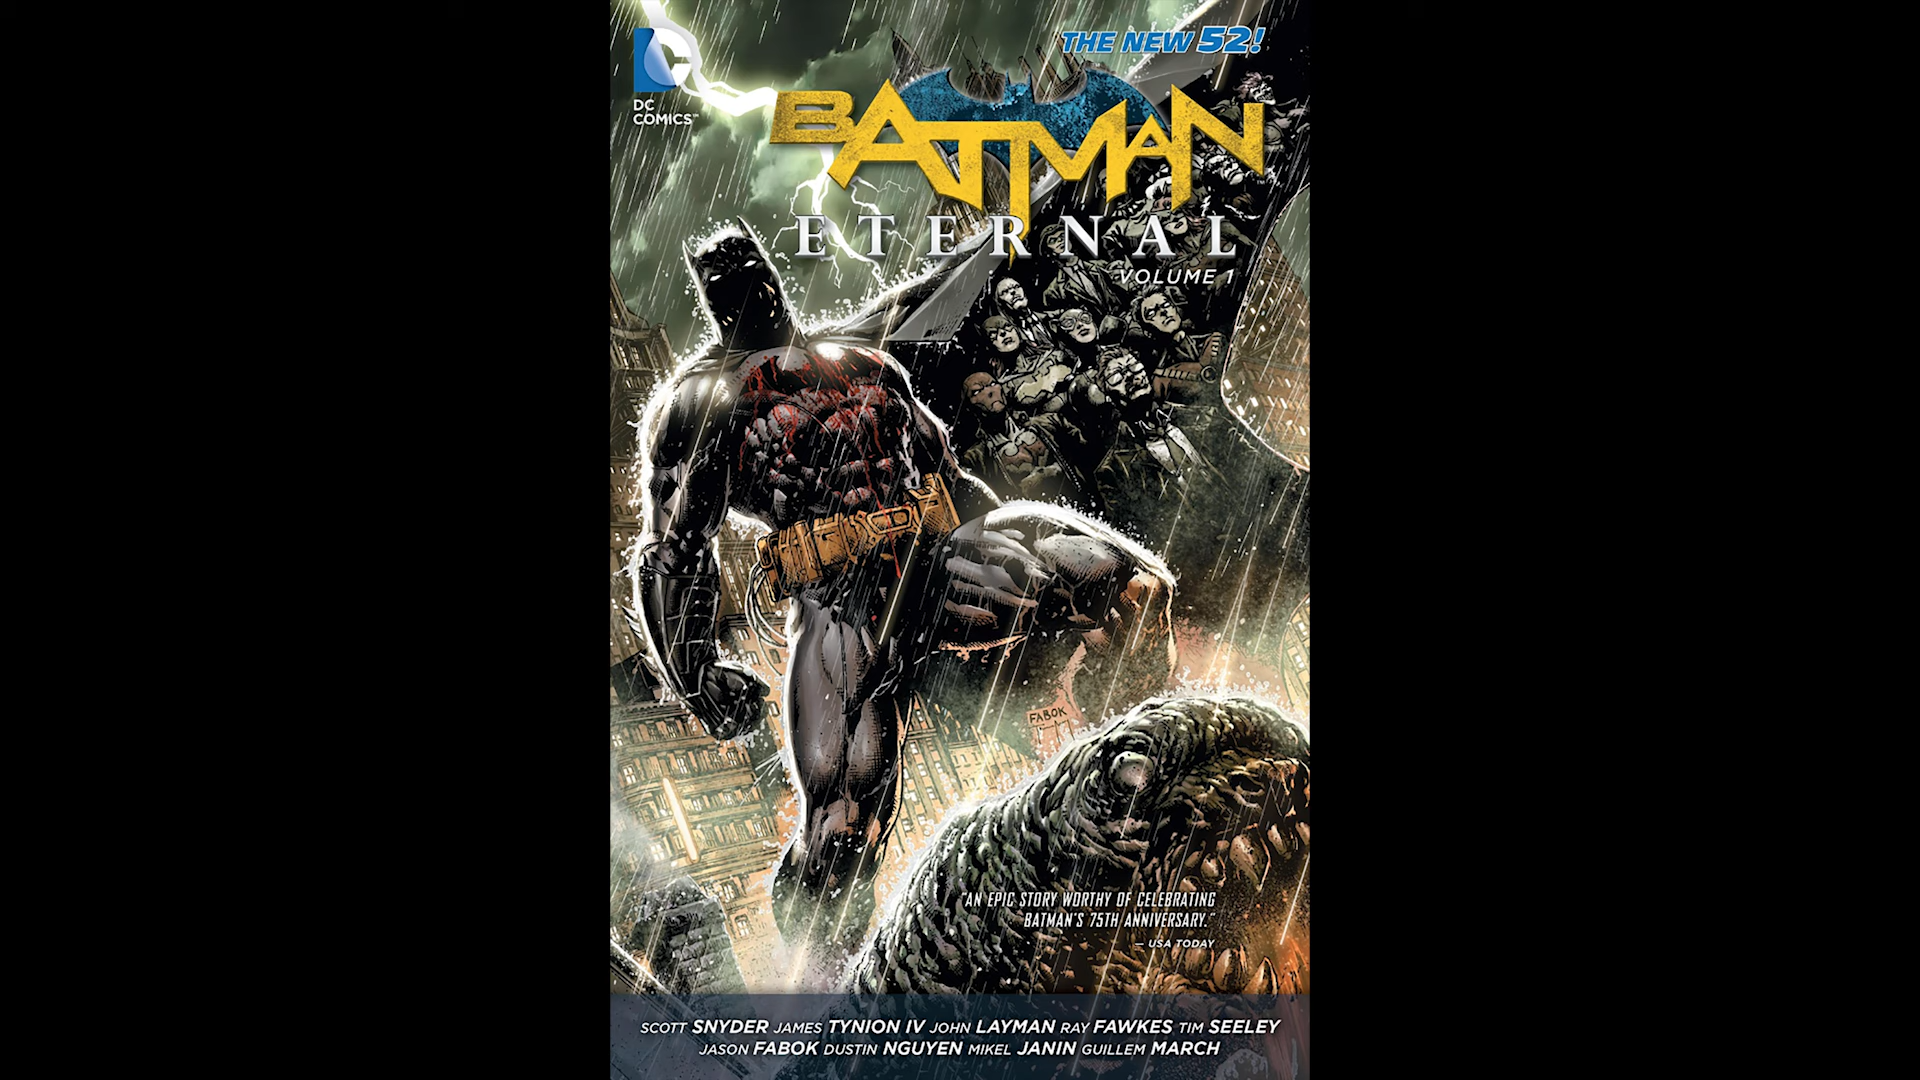 THE NEW 52!
DC
COMICS™
BATMAN
ETERNAL
VOLUME 1
FABOK
"AN EPIC STORY WORTHY OF CELEBRATING
BATMAN'S 75TH ANNIVERSARY."
— USA TODAY
SCOTT SNYDER JAMES TYNION IV JOHN LAYMAN RAY FAWKES TIM SEELEY
JASON FABOK DUSTIN NGUYEN MIKEL JANIN GUILLEM MARCH